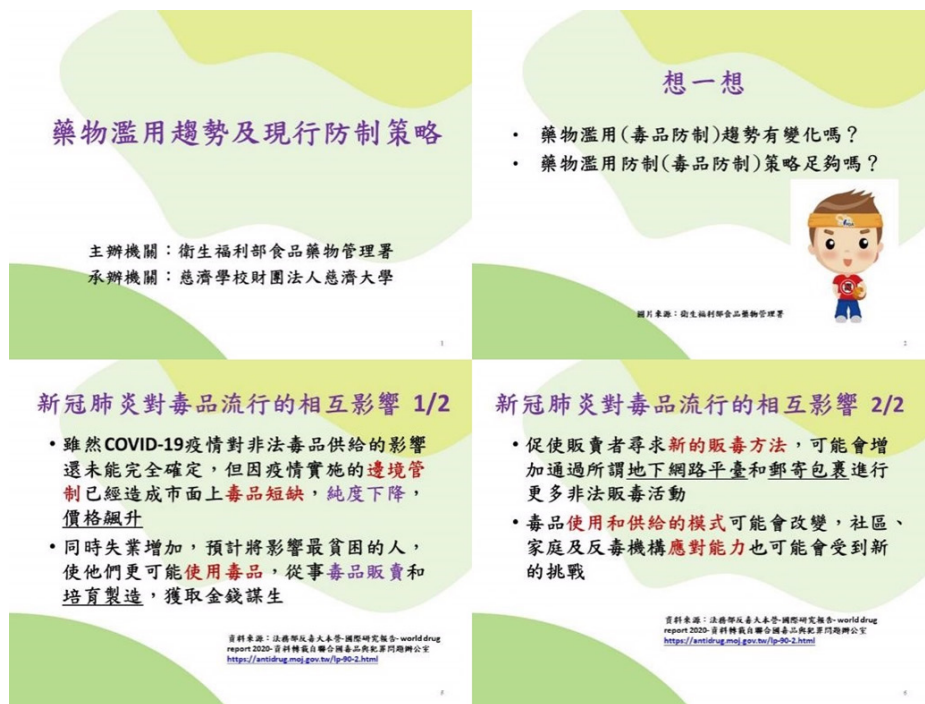 藥物濫用趨勢及現行防制策略
主辦機關：衛生福利部食品藥物管理署
承辦機關：慈濟學校財團法人慈濟大學
1
想一想
• 藥物濫用(毒品防制)趨勢有變化嗎？
• 藥物濫用防制(毒品防制)策略足夠嗎？
圖片來源：衛生福利部食品藥物管理署
2
新冠肺炎對毒品流行的相互影響 1/2
• 雖然COVID-19疫情對非法毒品供給的影響
還未能完全確定，但因疫情實施的邊境管
制已經造成市面上毒品短缺，純度下降，
價格飆升
• 同時失業增加，預計將影響最貧困的人，
使他們更可能使用毒品，從事毒品販賣和
培育製造，獲取金錢謀生
資料來源：法務部反毒大本營-國際研究報告-world drug
report 2020-資料轉載自聯合國毒品與犯罪問題辦公室
https://antidrug.moj.gov.tw/lp-90-2.html
新冠肺炎對毒品流行的相互影響 2/2
• 促使販賣者尋求新的販毒方法，可能會增
加通過所謂地下網路平臺和郵寄包裹進行
更多非法販毒活動
• 毒品使用和供給的模式可能會改變，社區、
家庭及反毒機構應對能力也可能會受到新
的挑戰
資料來源：法務部反毒大本營-國際研究報告-world drug
report 2020-資料轉載自聯合國毒品與犯罪問題辦公室
https://antidrug.moj.gov.tw/lp-90-2.html